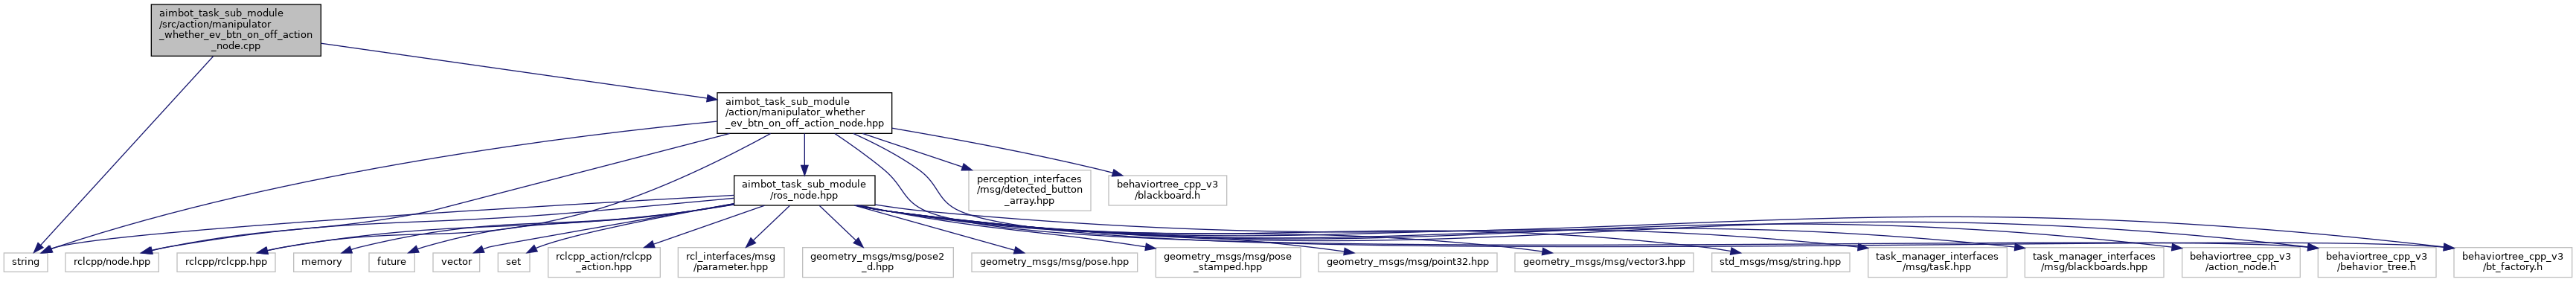 aimbot_task_sub_module
/src/action/manipulator
_whether_ev_btn_on_off_action
_node.cpp
aimbot_task_sub_module
/action/manipulator_whether
_ev_btn_on_off_action_node.hpp
aimbot_task_sub_module
/ros_node.hpp
perception_interfaces
/msg/detected_button
_array.hpp
behaviortree_cpp_v3
/blackboard.h
string
rclcpp/node.hpp
rclcpp/rclcpp.hpp
memory
future
vector
set
rclcpp_action/rclcpp
_action.hpp
rcl_interfaces/msg
/parameter.hpp
geometry_msgs/msg/pose2
_d.hpp
geometry_msgs/msg/pose.hpp
geometry_msgs/msg/pose
_stamped.hpp
geometry_msgs/msg/point32.hpp
geometry_msgs/msg/vector3.hpp
std_msgs/msg/string.hpp
task_manager_interfaces
/msg/task.hpp
task_manager_interfaces
/msg/blackboards.hpp
behaviortree_cpp_v3
/action_node.h
behaviortree_cpp_v3
/behavior_tree.h
behaviortree_cpp_v3
/bt_factory.h